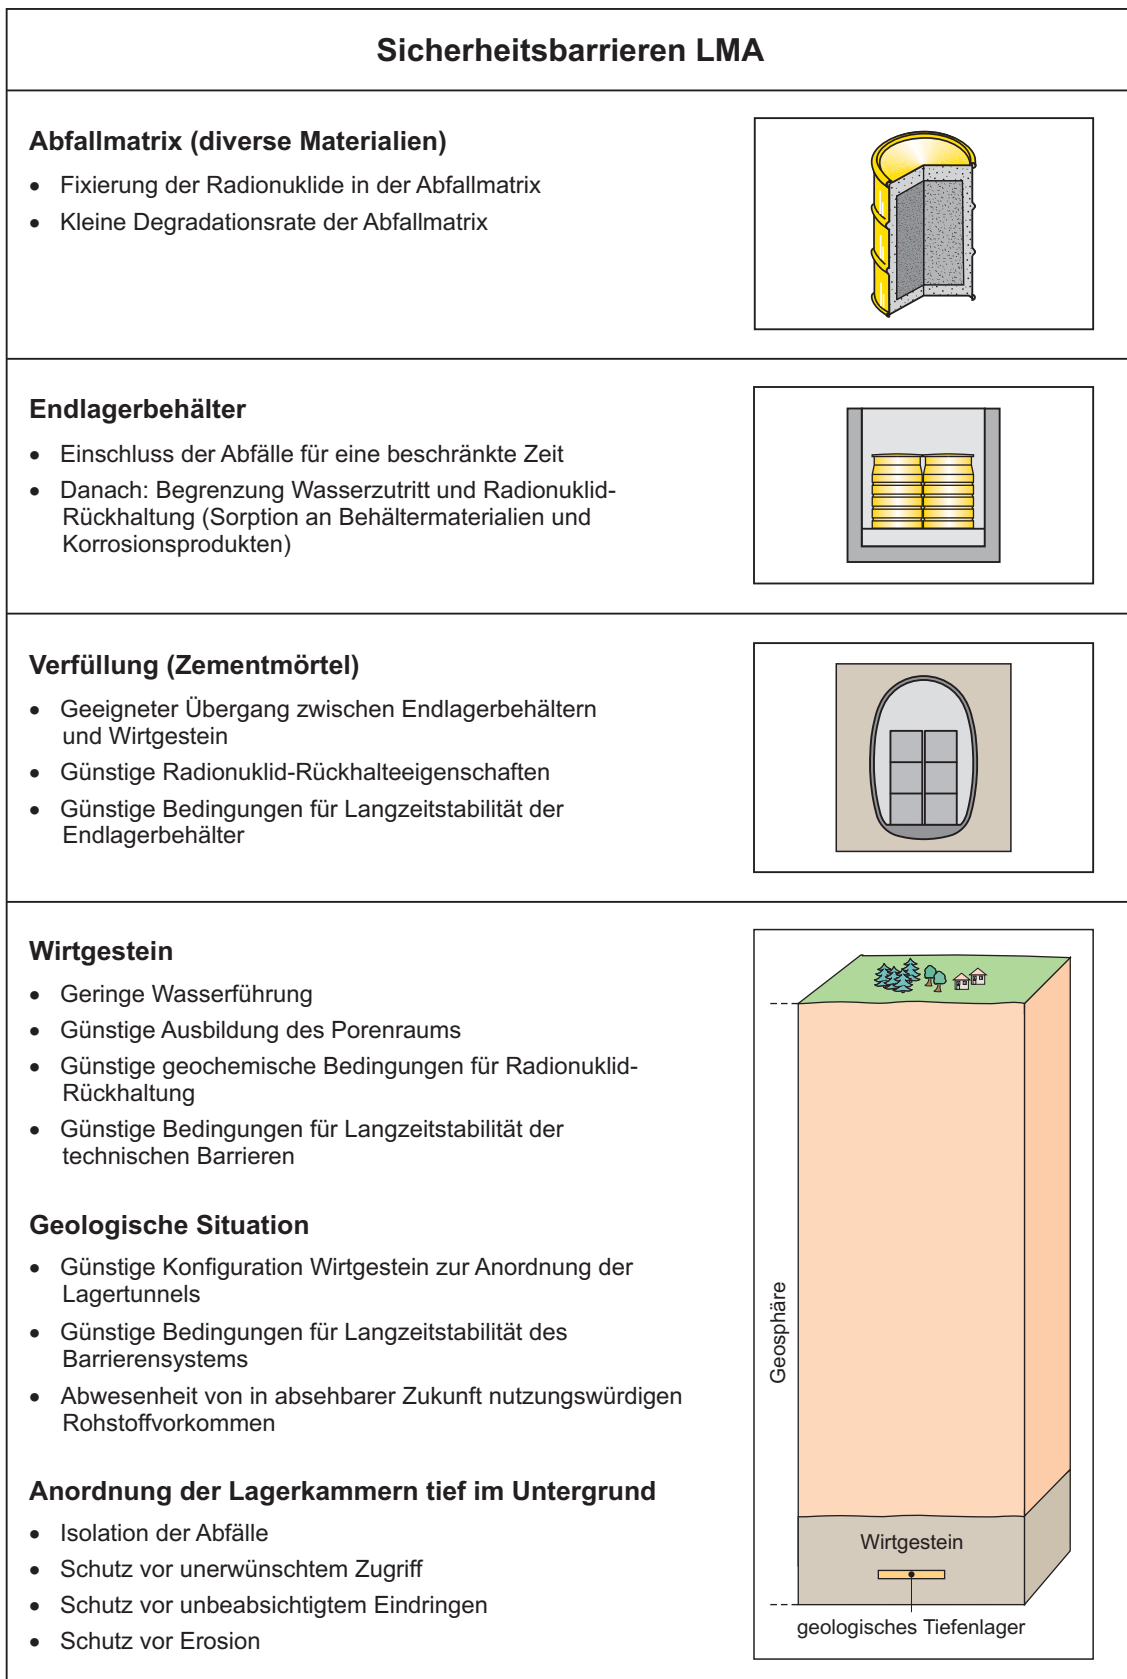 Sicherheitsbarrieren LMA
Abfallmatrix (diverse Materialien)
• Fixierung der Radionuklide in der Abfallmatrix
• Kleine Degradationsrate der Abfallmatrix
Endlagerbehälter
• Einschluss der Abfälle für eine beschränkte Zeit
• Danach: Begrenzung Wasserzutritt und Radionuklid-
Rückhaltung (Sorption an Behältermaterialien und
Korrosionsprodukten)
Verfüllung (Zementmörtel)
• Geeigneter Übergang zwischen Endlagerbehältern
und Wirtgestein
• Günstige Radionuklid-Rückhalteeigenschaften
• Günstige Bedingungen für Langzeitstabilität der
Endlagerbehälter
Wirtgestein
• Geringe Wasserführung
• Günstige Ausbildung des Porenraums
• Günstige geochemische Bedingungen für Radionuklid-
Rückhaltung
• Günstige Bedingungen für Langzeitstabilität der
technischen Barrieren
Geologische Situation
• Günstige Konfiguration Wirtgestein zur Anordnung der
Lagertunnels
• Günstige Bedingungen für Langzeitstabilität des
Barrierensystems
• Abwesenheit von in absehbarer Zukunft nutzungswürdigen
Rohstoffvorkommen
Anordnung der Lagerkammern tief im Untergrund
• Isolation der Abfälle
• Schutz vor unerwünschtem Zugriff
• Schutz vor unbeabsichtigtem Eindringen
• Schutz vor Erosion
Geosphäre
Wirtgestein
geologisches Tiefenlager